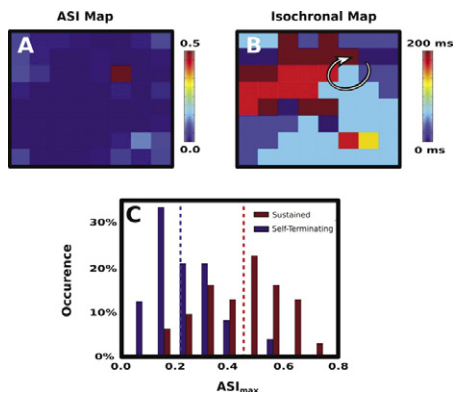 ASI Map
Isochronal Map
A
0.5
0.0
B
200 ms
0 ms
C
Sustained
Self-Terminating
Occurence
30%
20%
10%
0%
0.0
0.2
0.4
0.6
0.8
ASImax